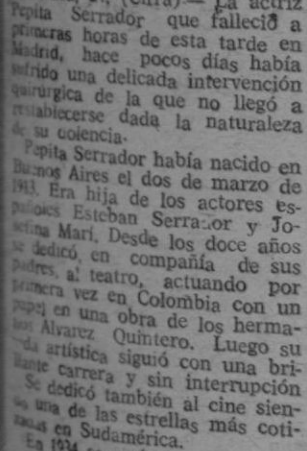 (Cifra).— La actriz
Pepita Serrador que falleció a
primeras horas de esta tarde en
Madrid, hace pocos días había
sufrido una delicada intervención
quirúrgica de la que no llegó a
restablecerse dada la naturaleza
de su dolencia.
Pepita Serrador había nacido en
Buenos Aires el dos de marzo de
1913. Era hija de los actores es-
pañoles Esteban Serrador y Jo-
sefina Marí. Desde los doce años
se dedicó, en compañía de sus
padres, al teatro, actuando por
primera vez en Colombia con un
papel en una obra de los herma-
nos Alvarez Quintero. Luego su
vida artística siguió con una bri-
llante carrera y sin interrupción
Se dedicó también al cine sien-
do una de las estrellas más coti-
zadas en Sudamérica.
En 1934